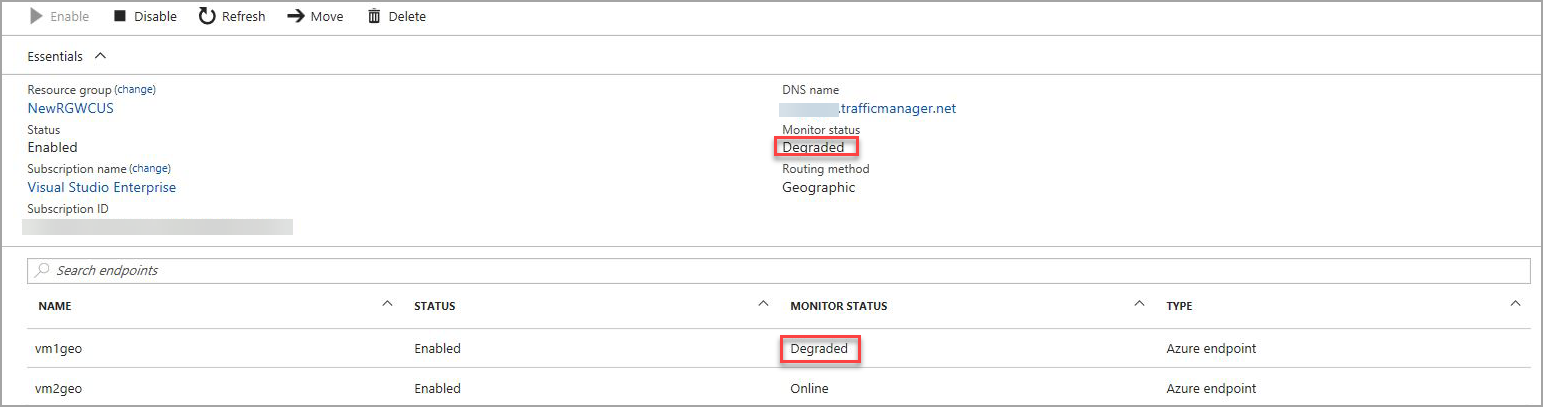 Enable Disable Refresh Move Delete
Essentials
Resource group (change)
NewRGWCUS
Status
Enabled
Subscription name (change)
Visual Studio Enterprise
Subscription ID
DNS name
.trafficmanager.net
Monitor status
Degraded
Routing method
Geographic
Search endpoints
NAME STATUS MONITOR STATUS TYPE
vm1geo Enabled Degraded Azure endpoint
vm2geo Enabled Online Azure endpoint